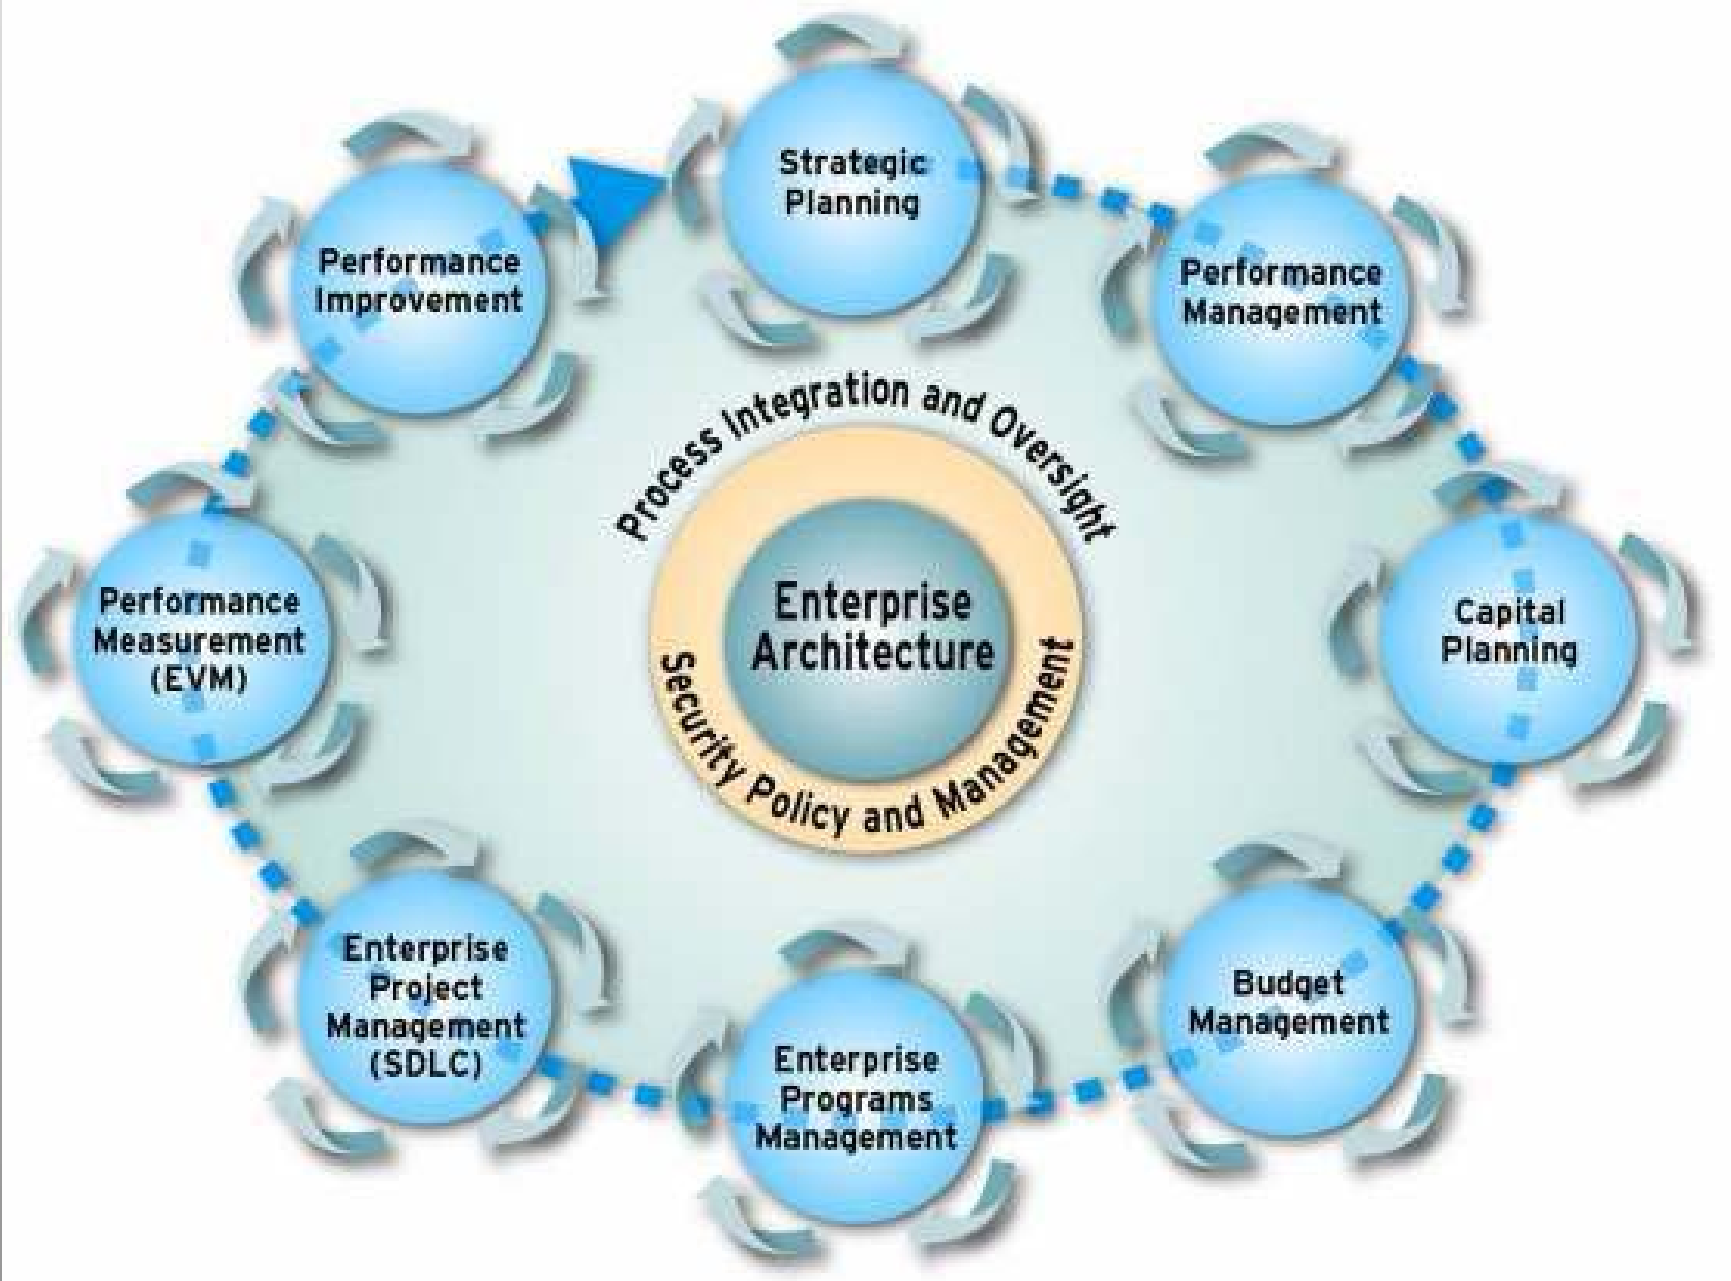 Strategic
Planning
Performance
Management
Capital
Planning
Budget
Management
Enterprise
Programs
Management
Enterprise
Project
Management
(SDLC)
Performance
Measurement
(EVM)
Performance
Improvement
Process Integration and Oversight
Enterprise
Architecture
Security Policy and Management